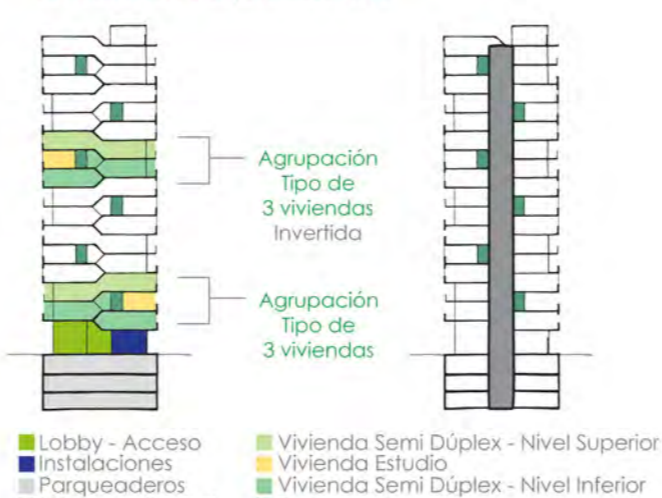 Agrupación
Tipo de
3 viviendas
Invertida
Agrupación
Tipo de
3 viviendas
Lobby - Acceso
Instalaciones
Parqueaderos
Vivienda Semi Dúplex - Nivel Superior
Vivienda Estudio
Vivienda Semi Dúplex - Nivel Inferior